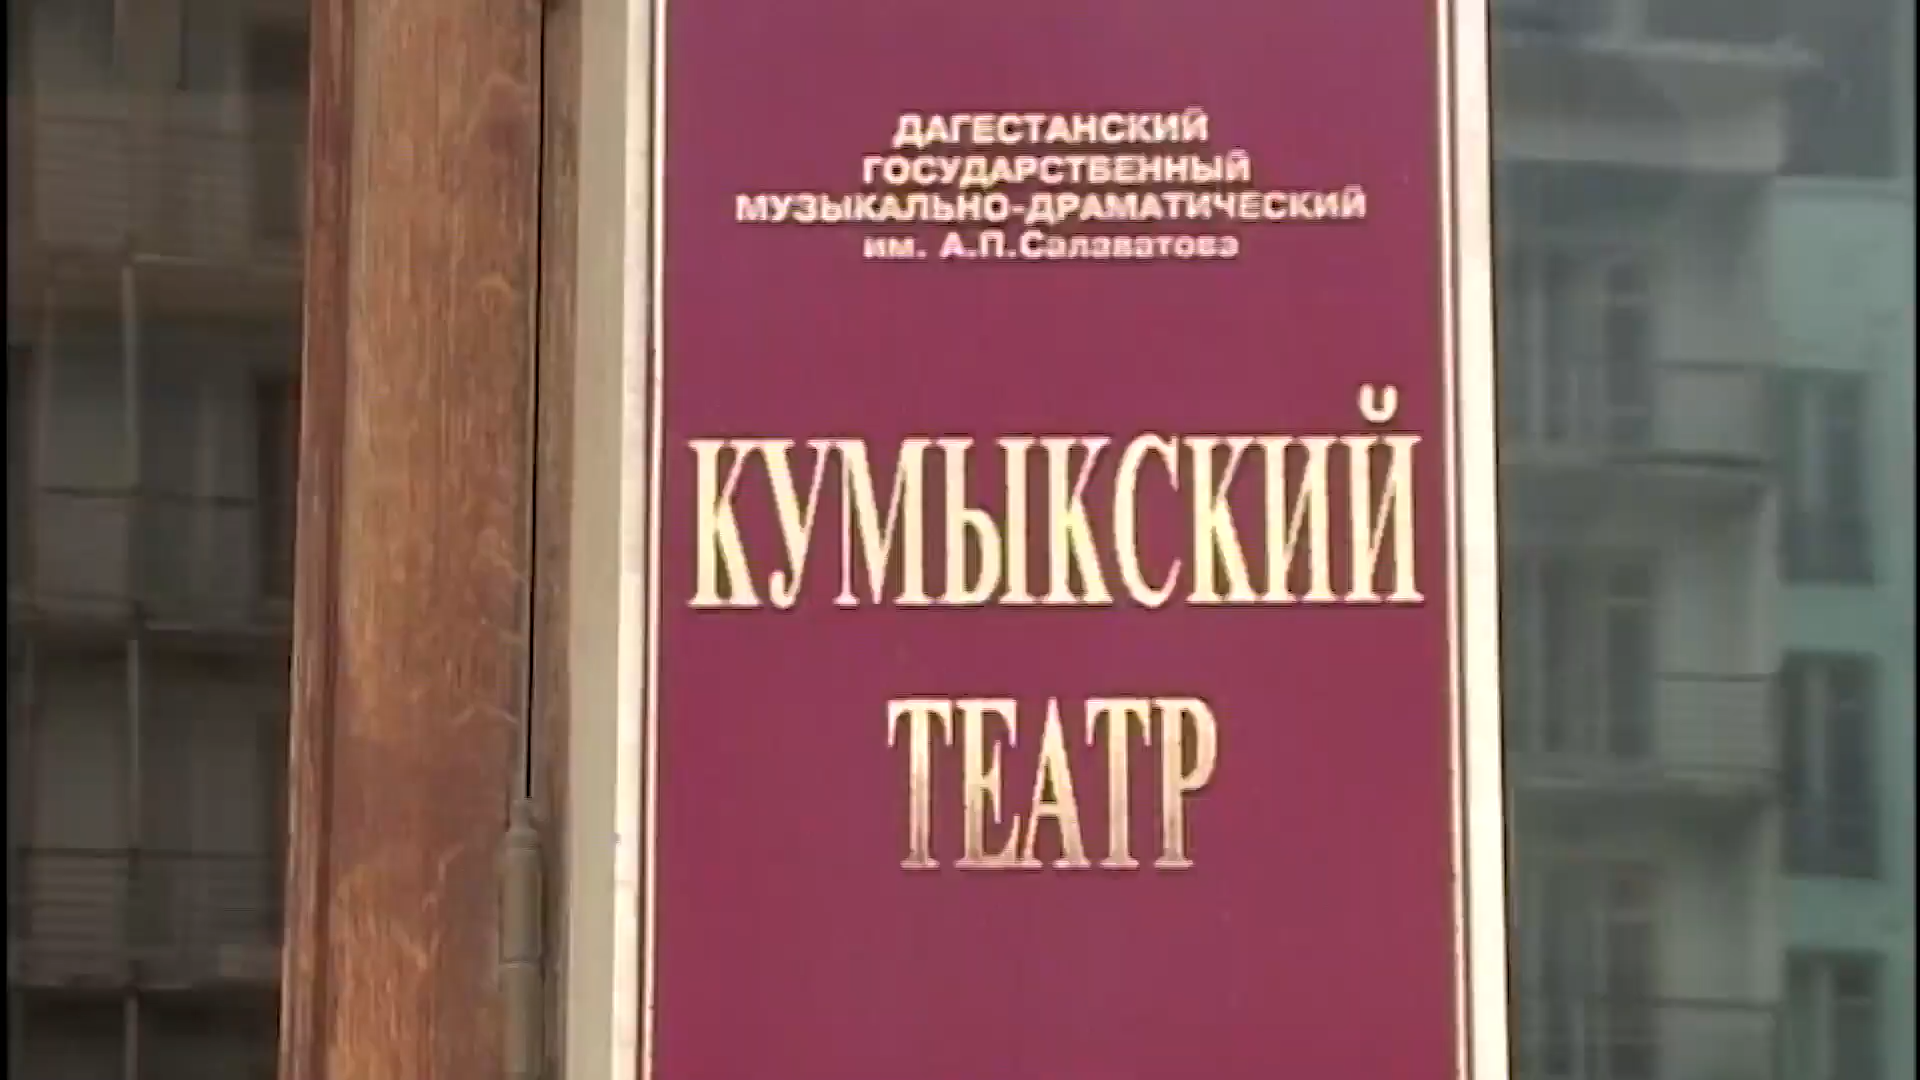 ДАГЕСТАНСКИЙ
ГОСУДАРСТВЕННЫЙ
МУЗЫКАЛЬНО-ДРАМАТИЧЕСКИЙ
им. А.П.Салаватова
КУМЫКСКИЙ
ТЕАТР